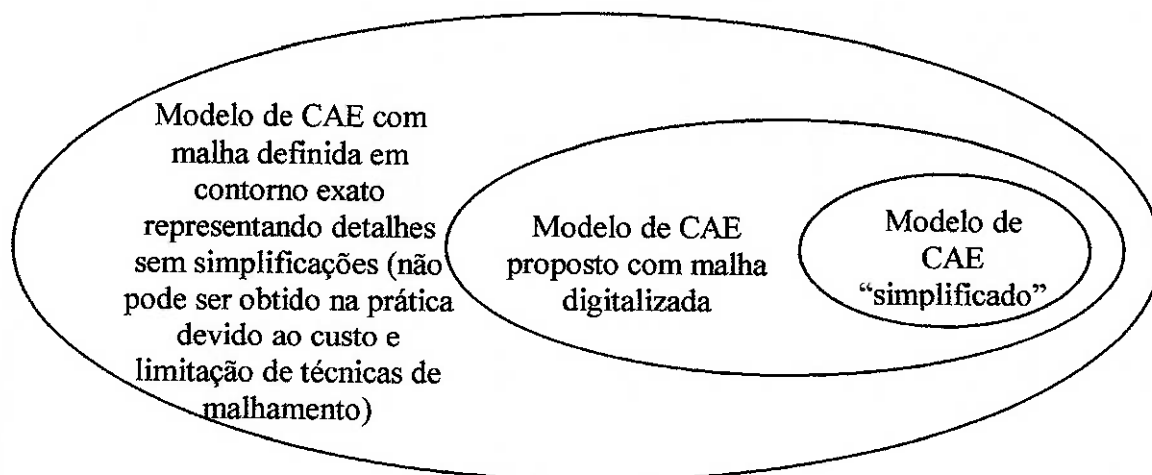 Modelo de CAE com
malha definida em
contorno exato
representando detalhes
sem simplificações (não
pode ser obtido na prática
devido ao custo e
limitação de técnicas de
malhamento)
Modelo de CAE
proposto com malha
digitalizada
Modelo de
CAE
“simplificado”